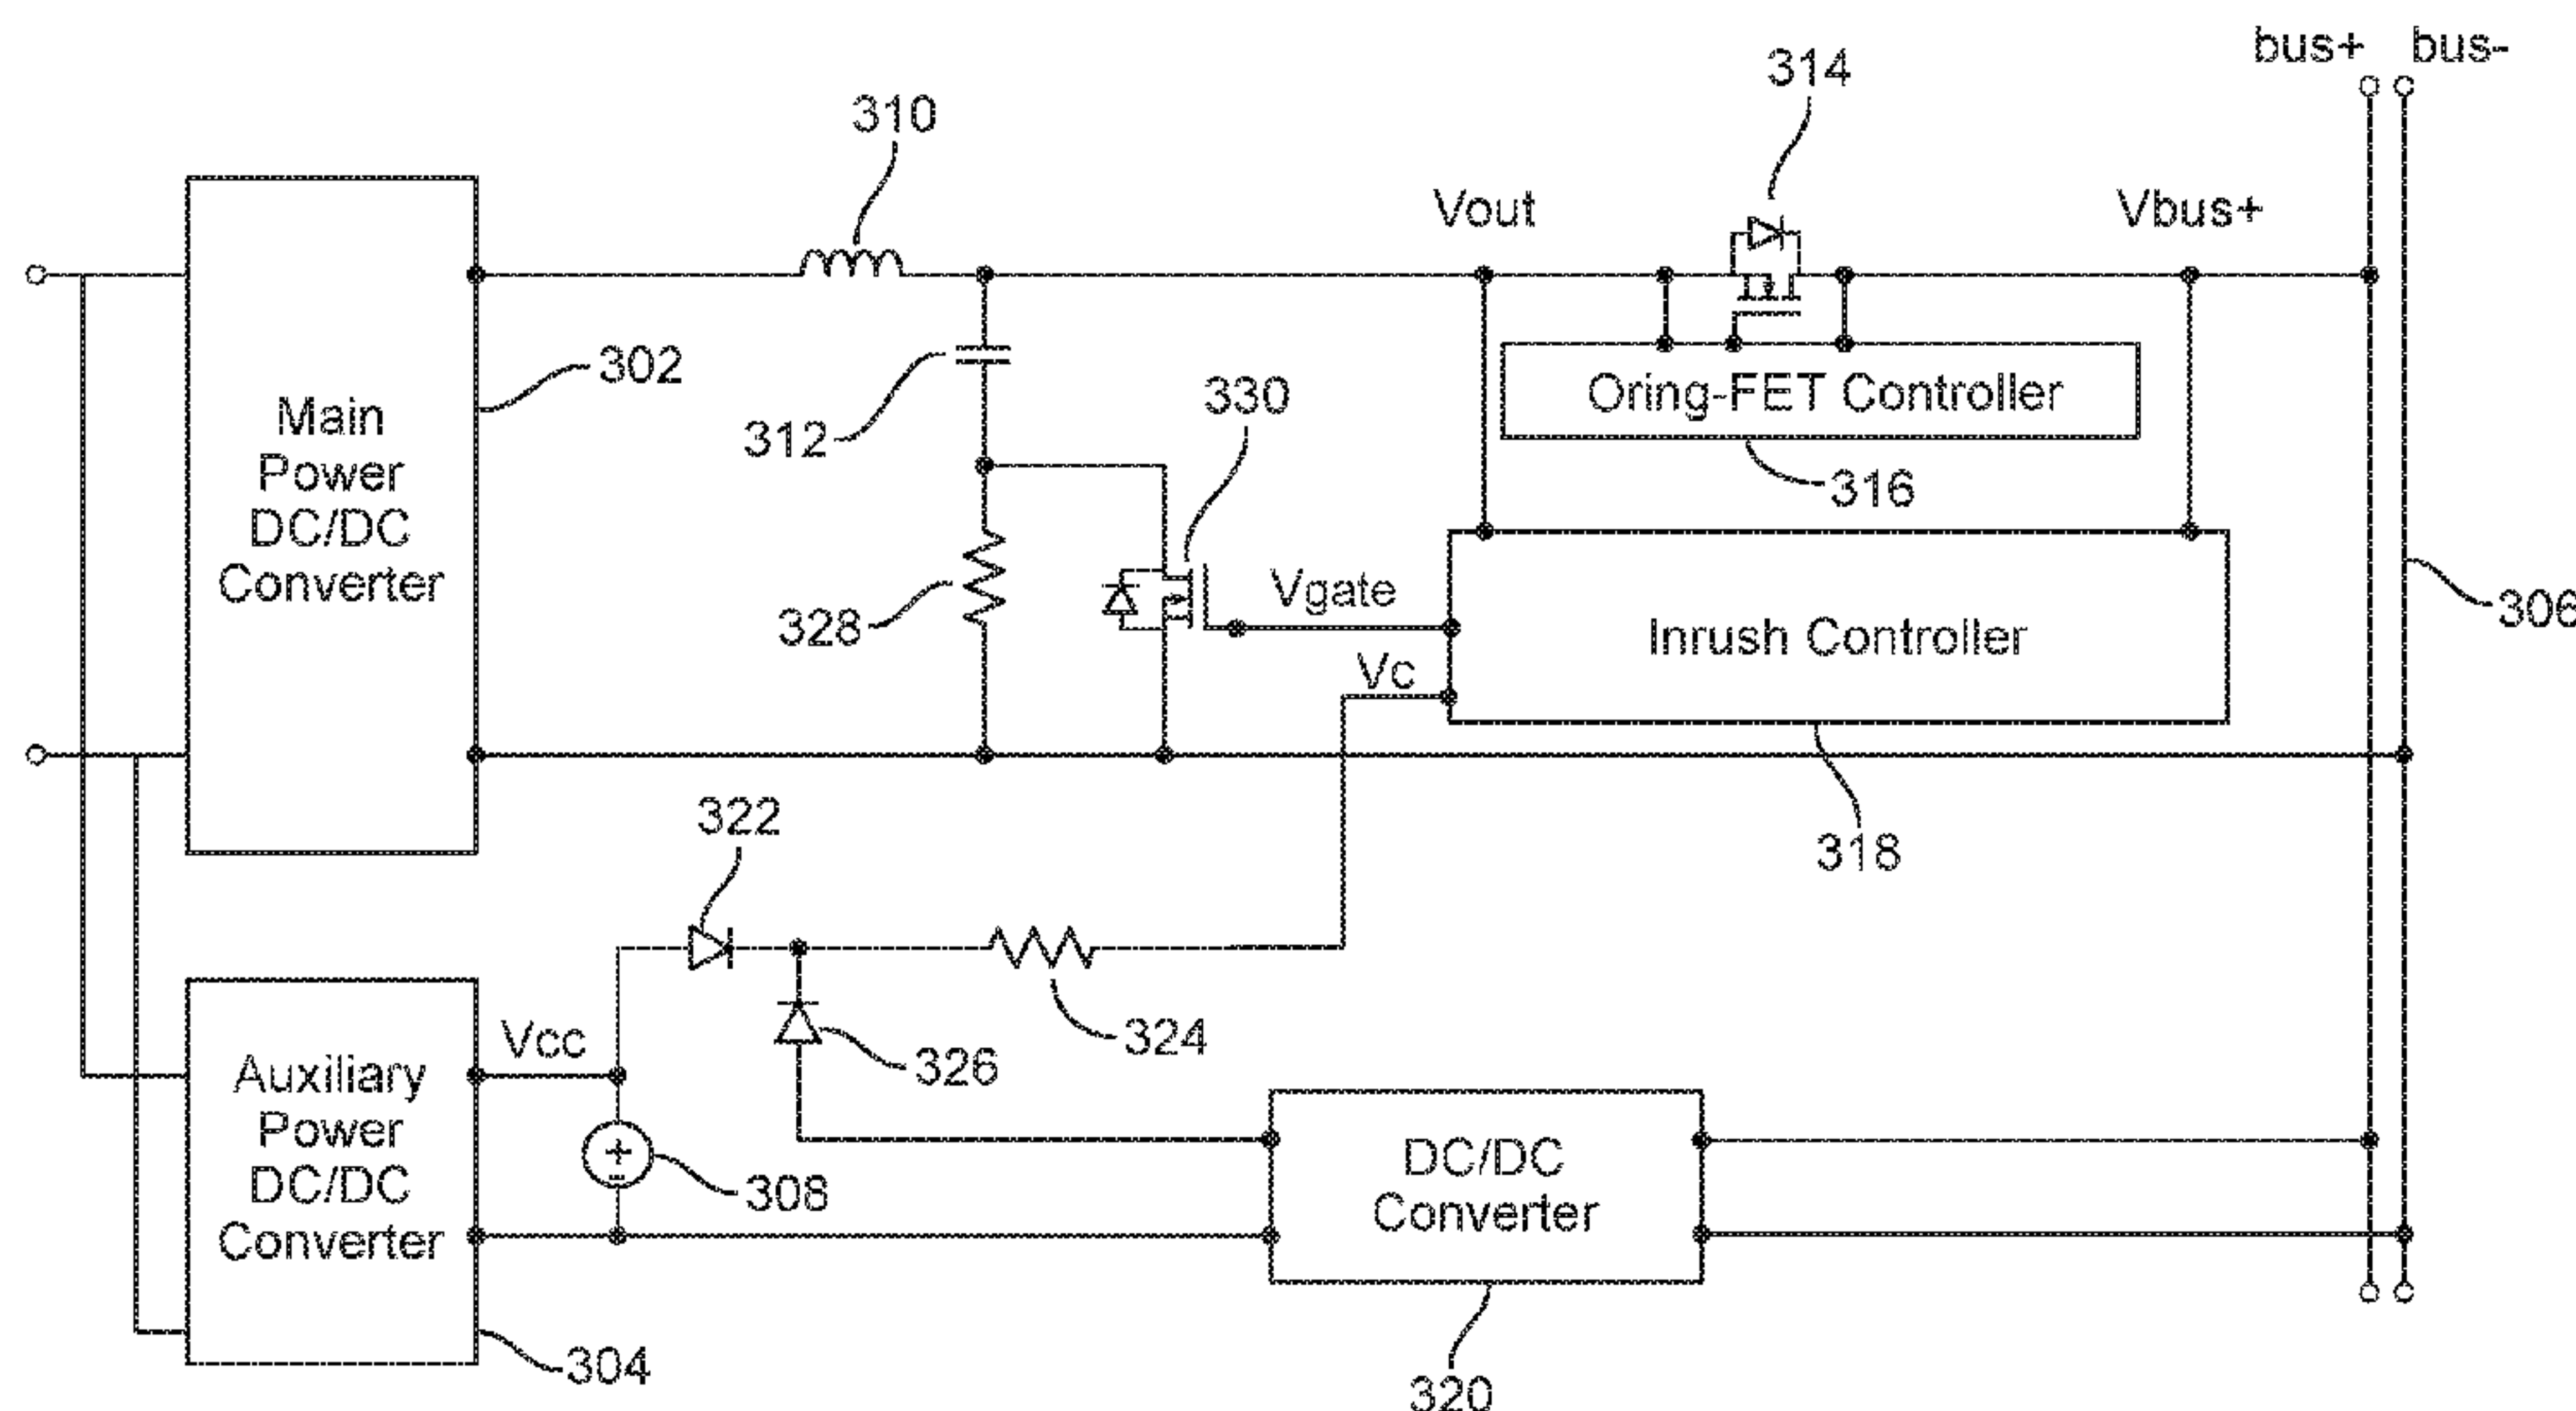 bus+ bus-
314
310
Vout
Vbus+
302
312
330
Oring-FET Controller
316
Main
Power
DC/DC
Converter
328
Vgate
Inrush Controller
306
Vc
322
318
324
326
Vcc
Auxiliary
Power
DC/DC
Converter
308
DC/DC
Converter
304
320